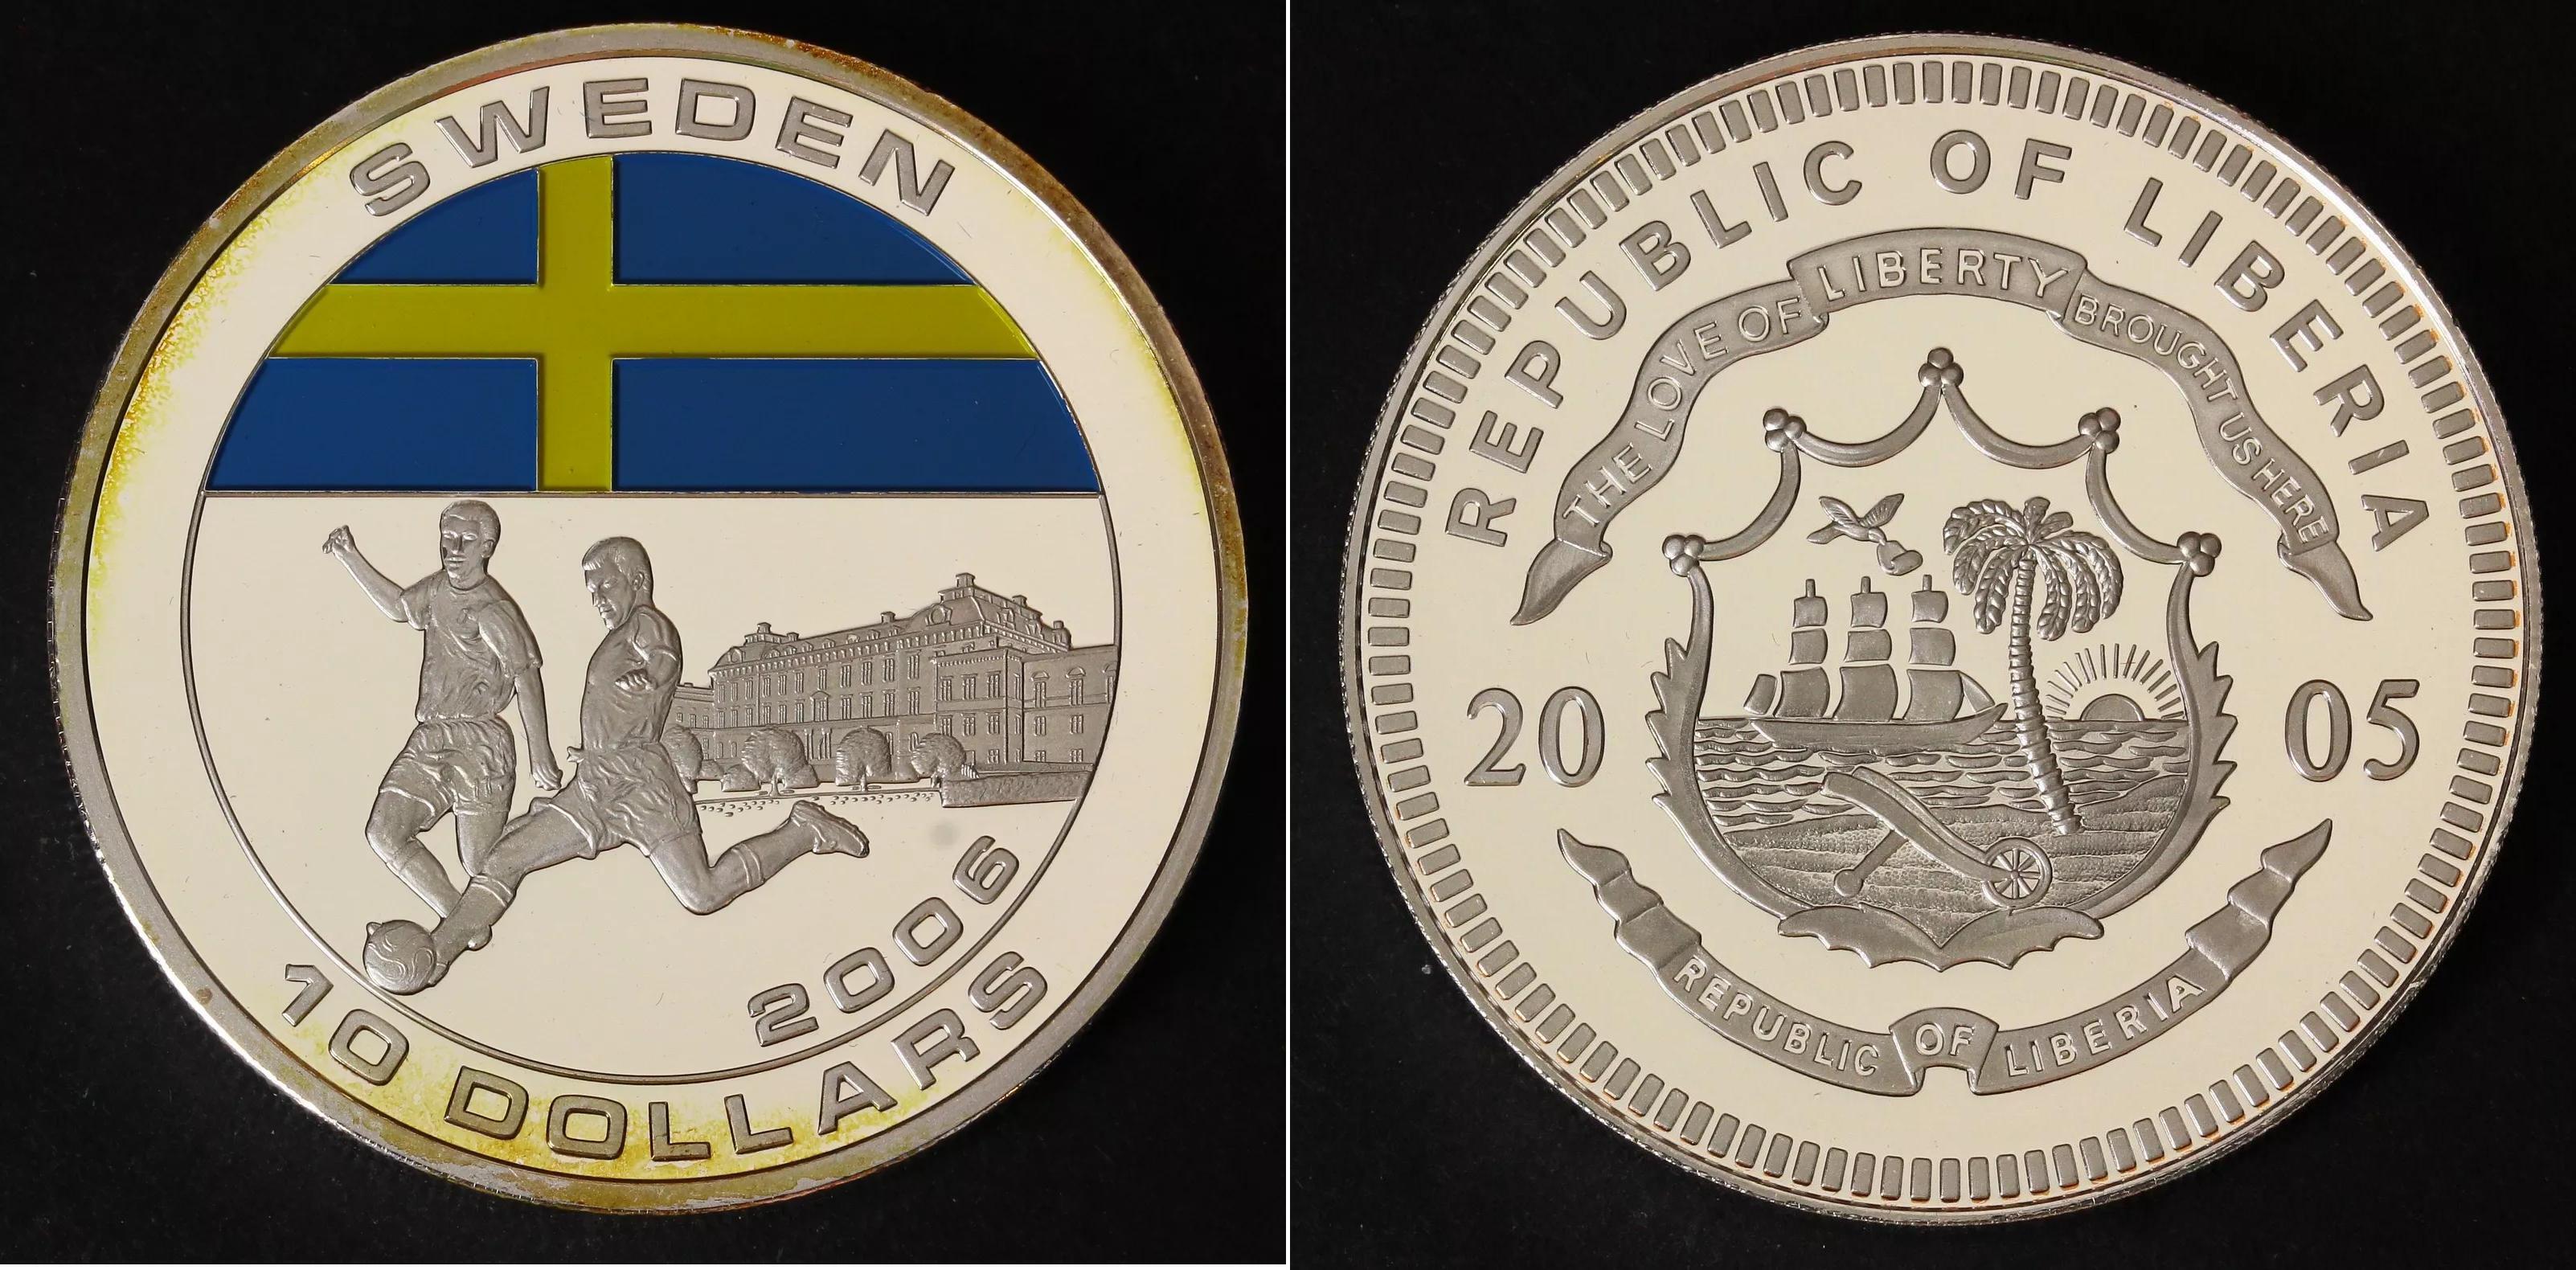 SWEDEN
2006
10 DOLLARS
REPUBLIC OF LIBERIA
THE LOVE OF LIBERTY BROUGHT US HERE
20 05
REPUBLIC OF LIBERIA